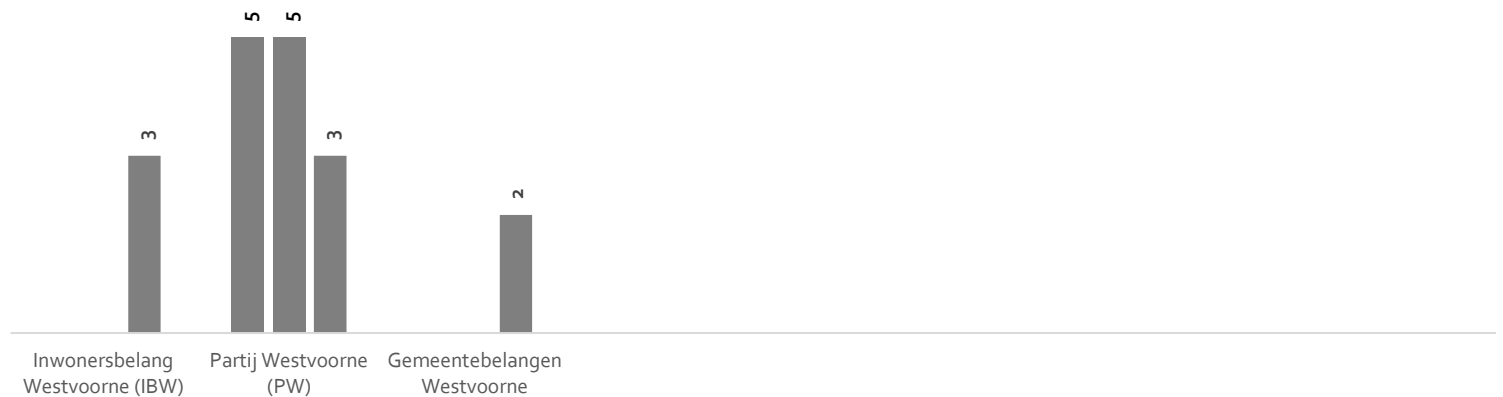 5
5
3
3
2
Inwonersbelang
Westvoorne (IBW)
Partij Westvoorne
(PW)
Gemeentebelangen
Westvoorne